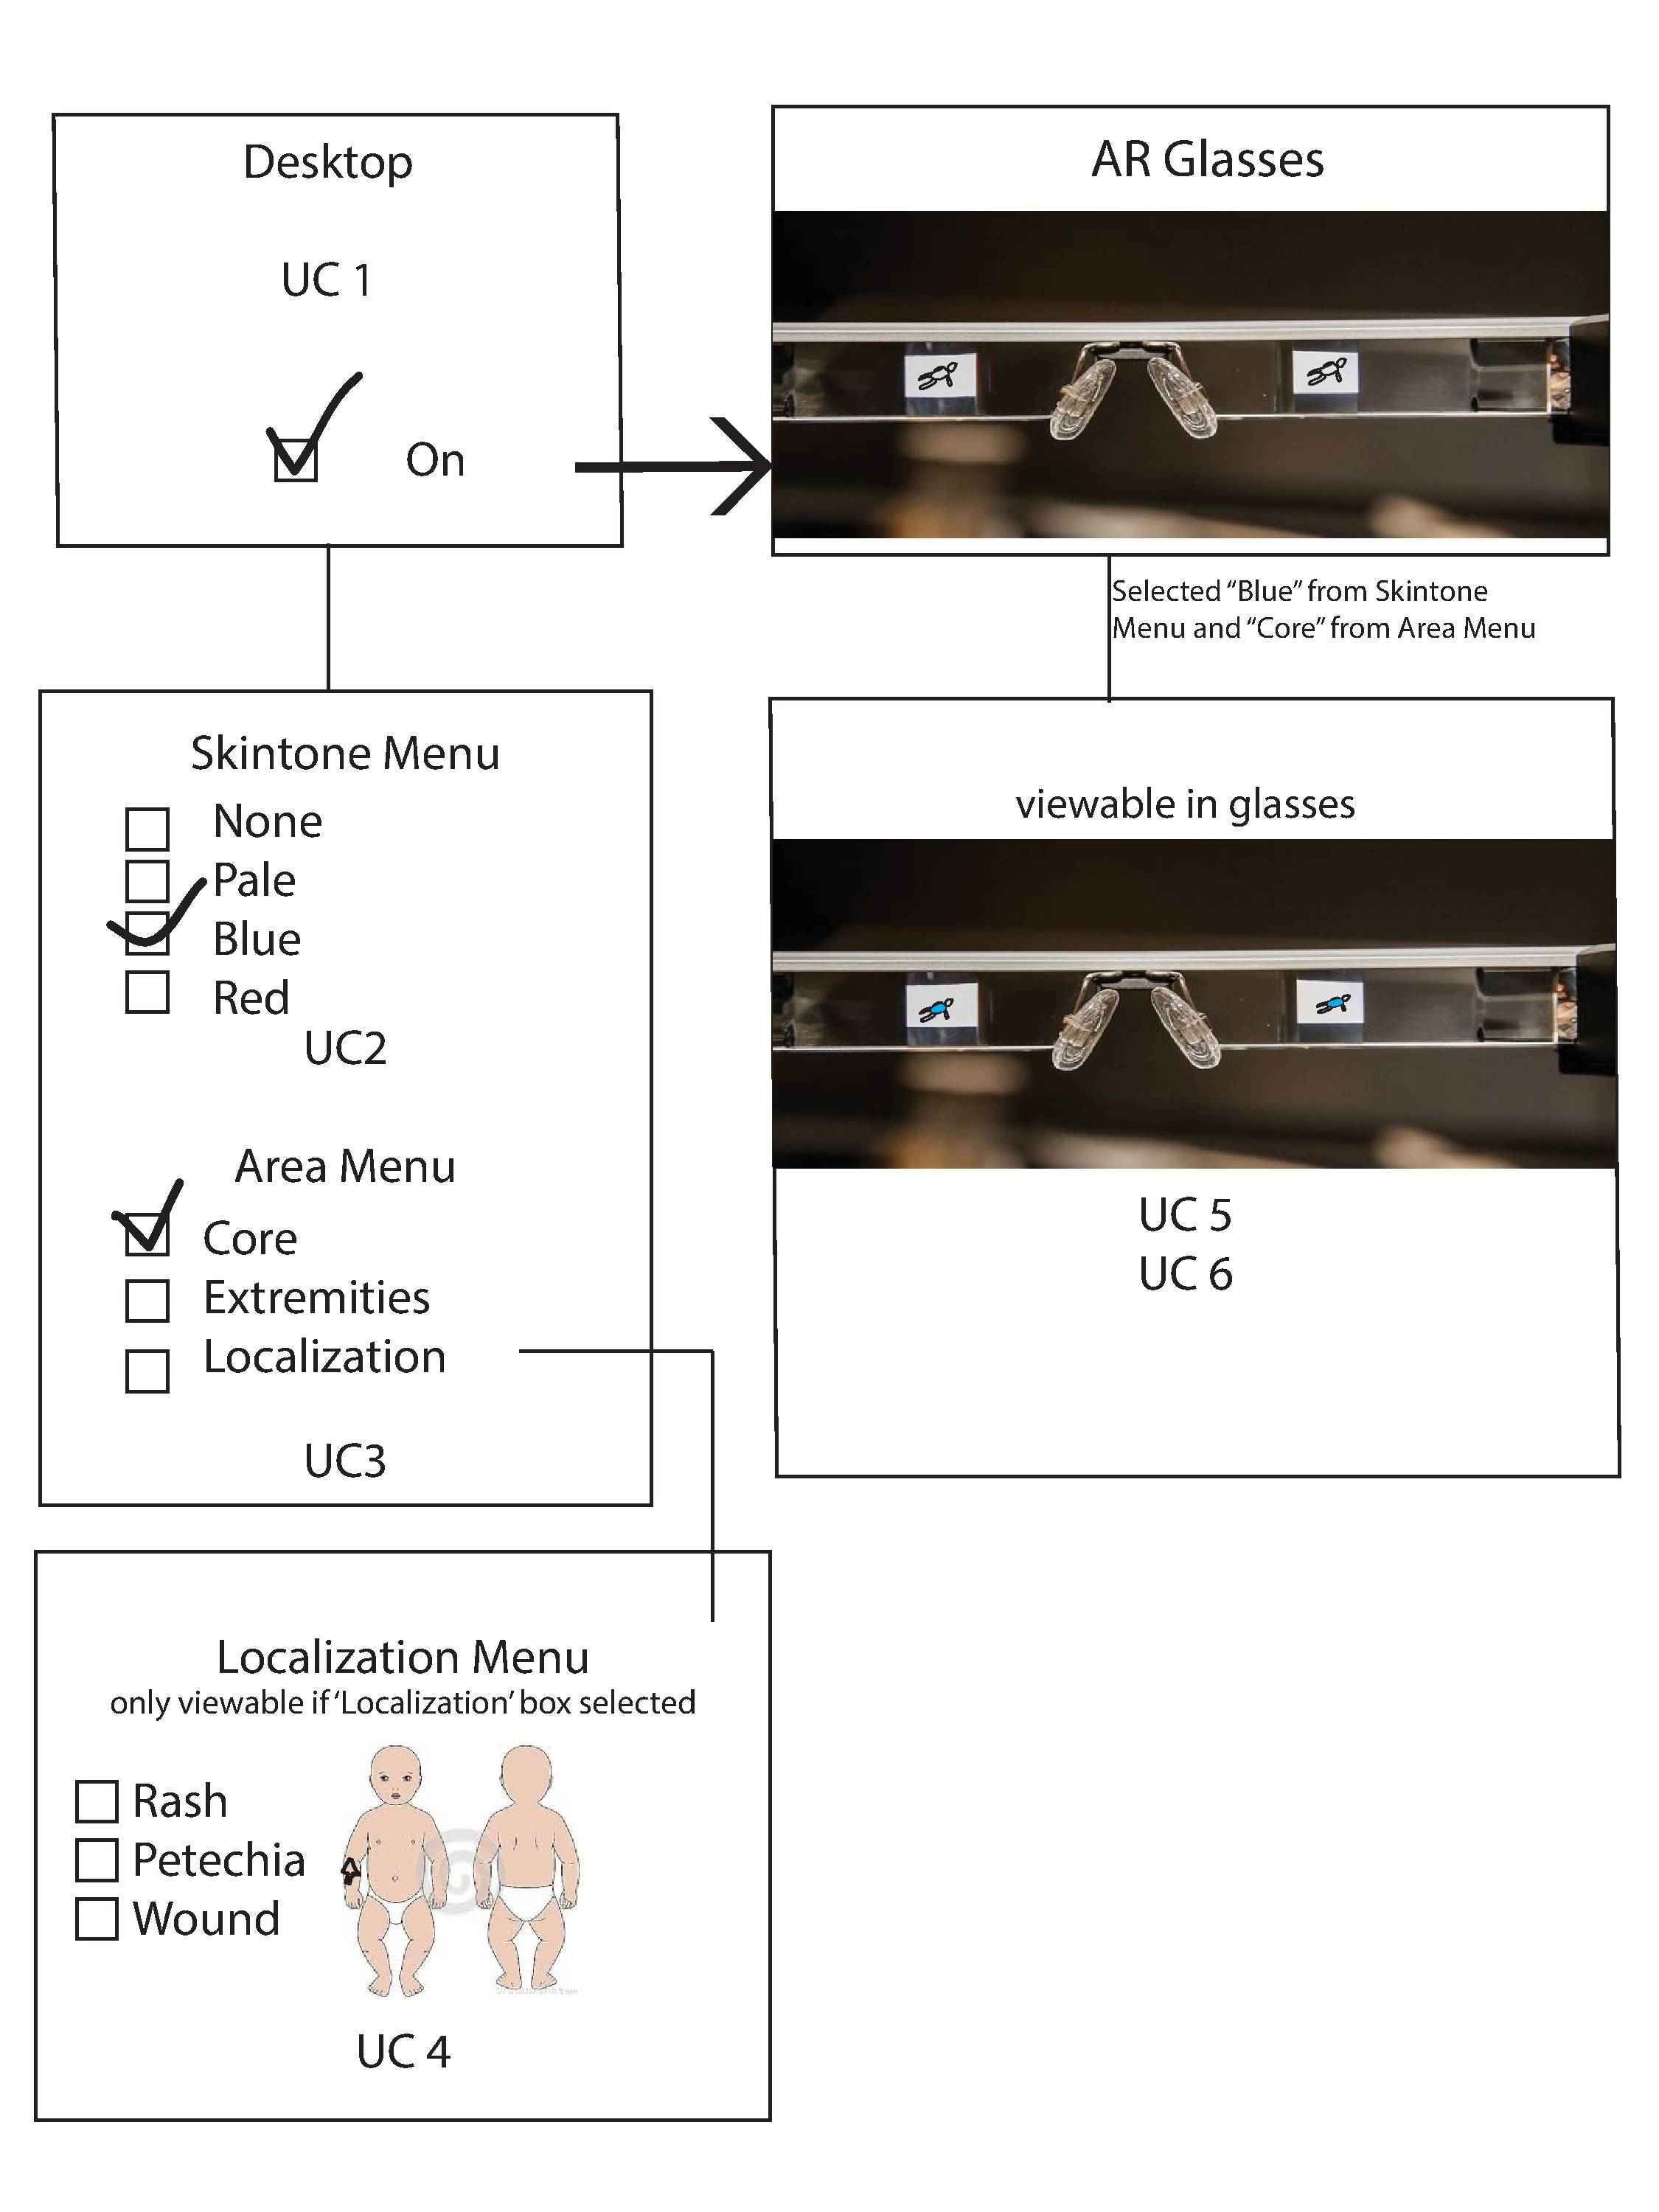 Desktop
UC 1
On
AR Glasses
Selected “Blue” from Skintone
Menu and “Core” from Area Menu
Skintone Menu
None
Pale
Blue
Red
UC2
Area Menu
Core
Extremities
Localization
UC3
viewable in glasses
UC 5
UC 6
Localization Menu
only viewable if ‘Localization’ box selected
Rash
Petechia
Wound
UC 4